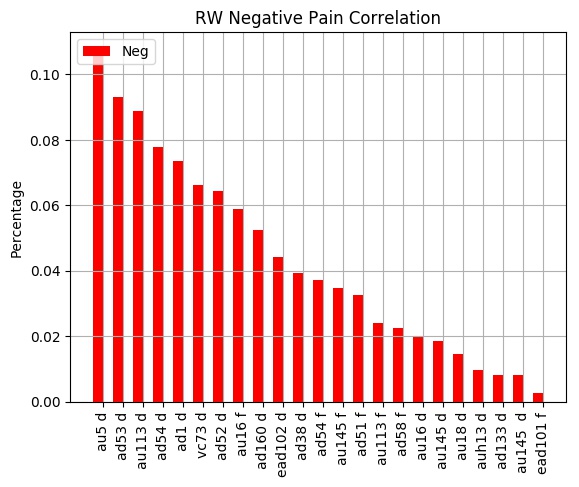 RW Negative Pain Correlation
Neg
Percentage
0.10
0.08
0.06
0.04
0.02
0.00
au5 d
ad53 d
au113 d
ad54 d
ad1 d
vc73 d
ad52 d
au16 f
ad160 d
ead102 d
ad38 d
ad54 f
au145 f
ad51 f
au113 f
ad58 f
au16 d
au145 d
au18 d
auh13 d
ad133 d
au145  d
ead101 f